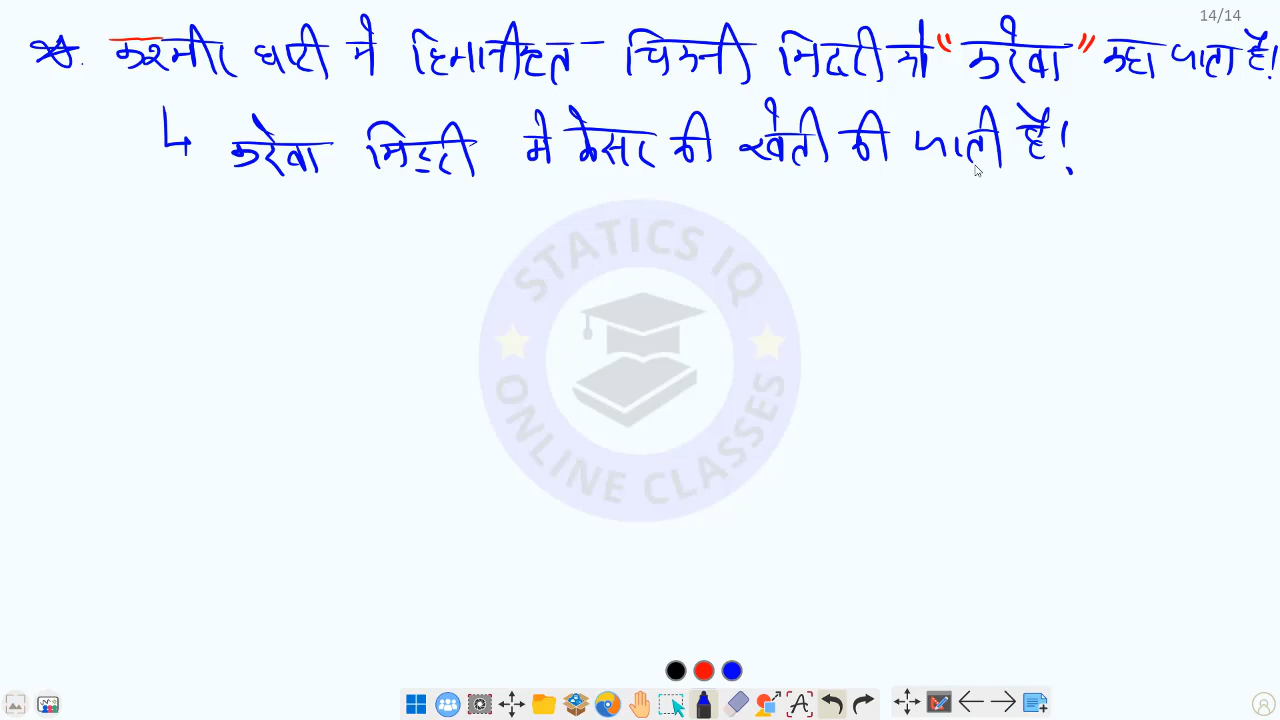 14/14
☆. कश्मीर घाटी में हिमानीकृत - चिकनी मिट्टी को "करेवा" कहा जाता है!
↳ करेवा मिट्टी में केसर की खेती की जाती है!
STATICS IQ
ONLINE CLASSES